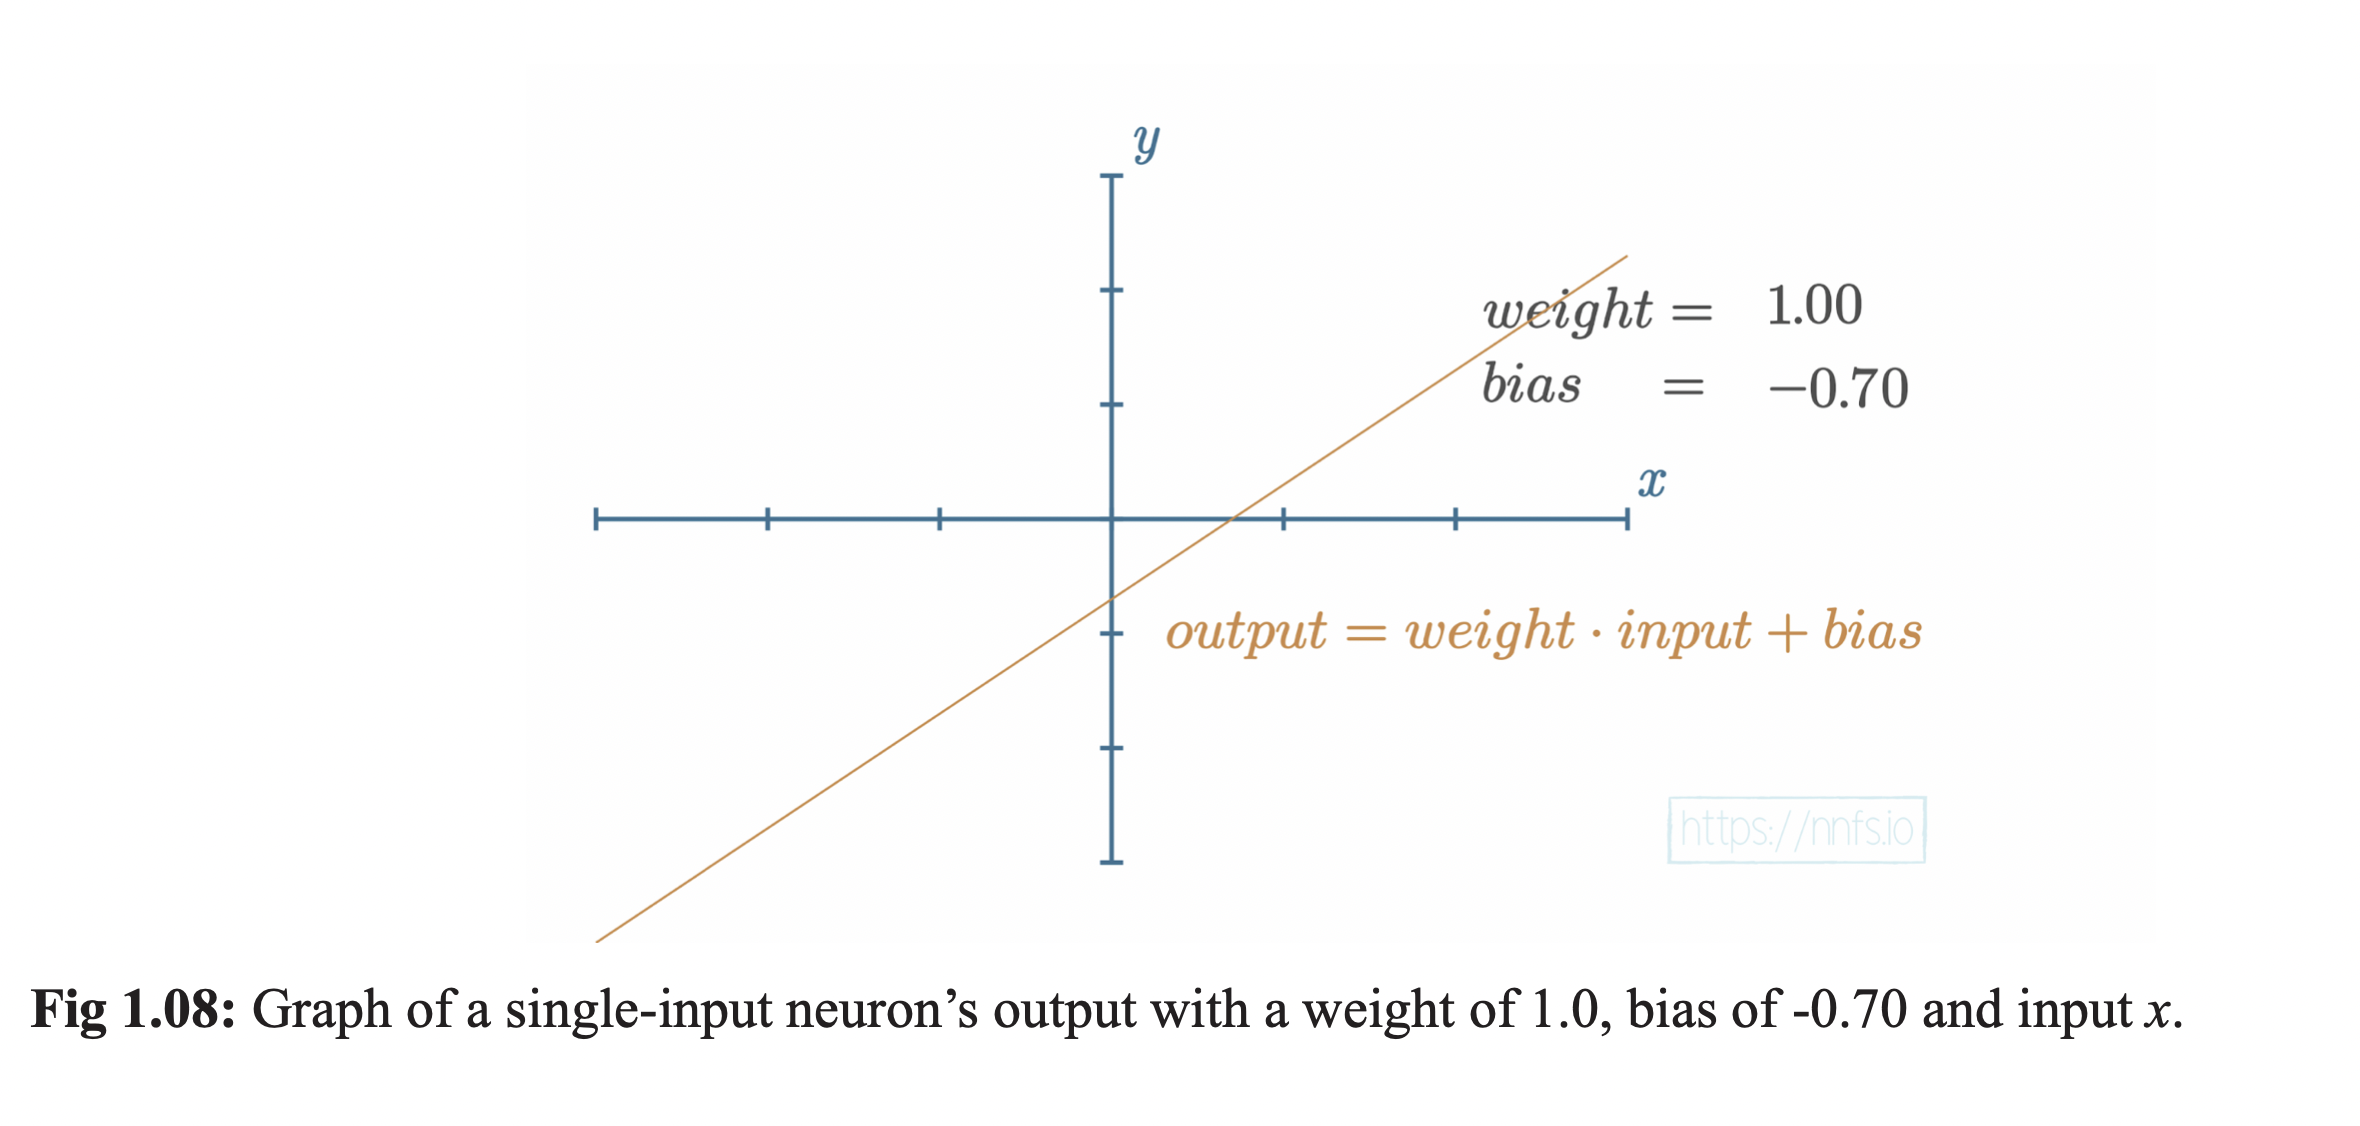 y
weight = 1.00
bias = −0.70
x
output = weight · input + bias
https://nnfs.io
Fig 1.08: Graph of a single-input neuron’s output with a weight of 1.0, bias of -0.70 and input x.